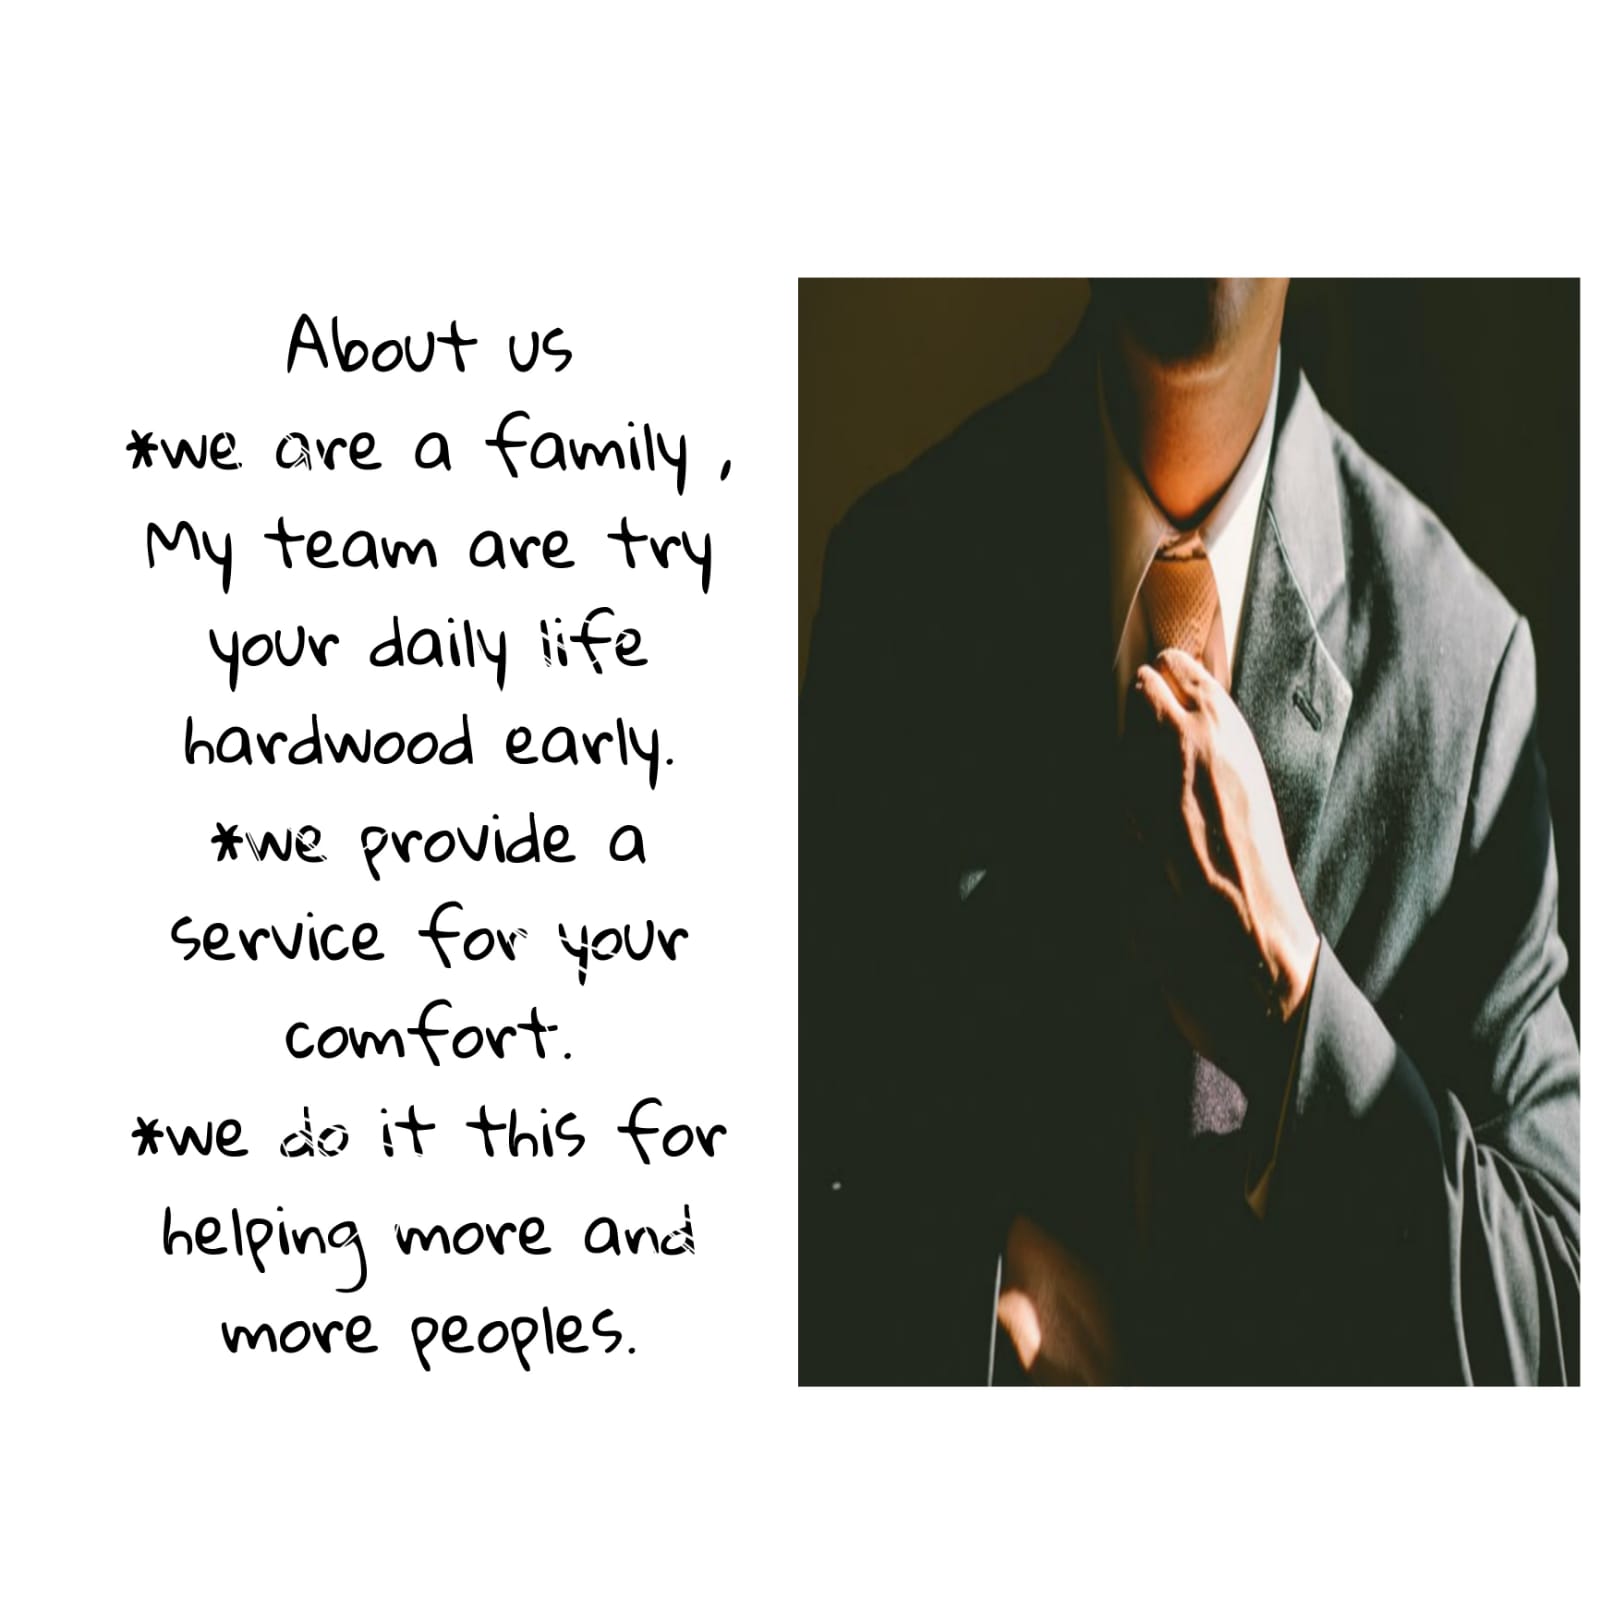 About us
*we are a family ,
My team are try
your daily life
hardwood early.
*we provide a
service for your
comfort.
*we do it this for
helping more and
more peoples.